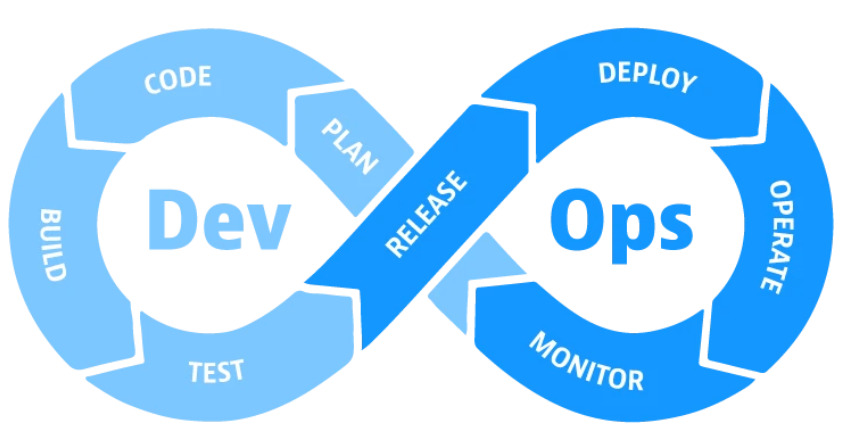 CODE
PLAN
BUILD
TEST
Dev
RELEASE
DEPLOY
OPERATE
MONITOR
Ops